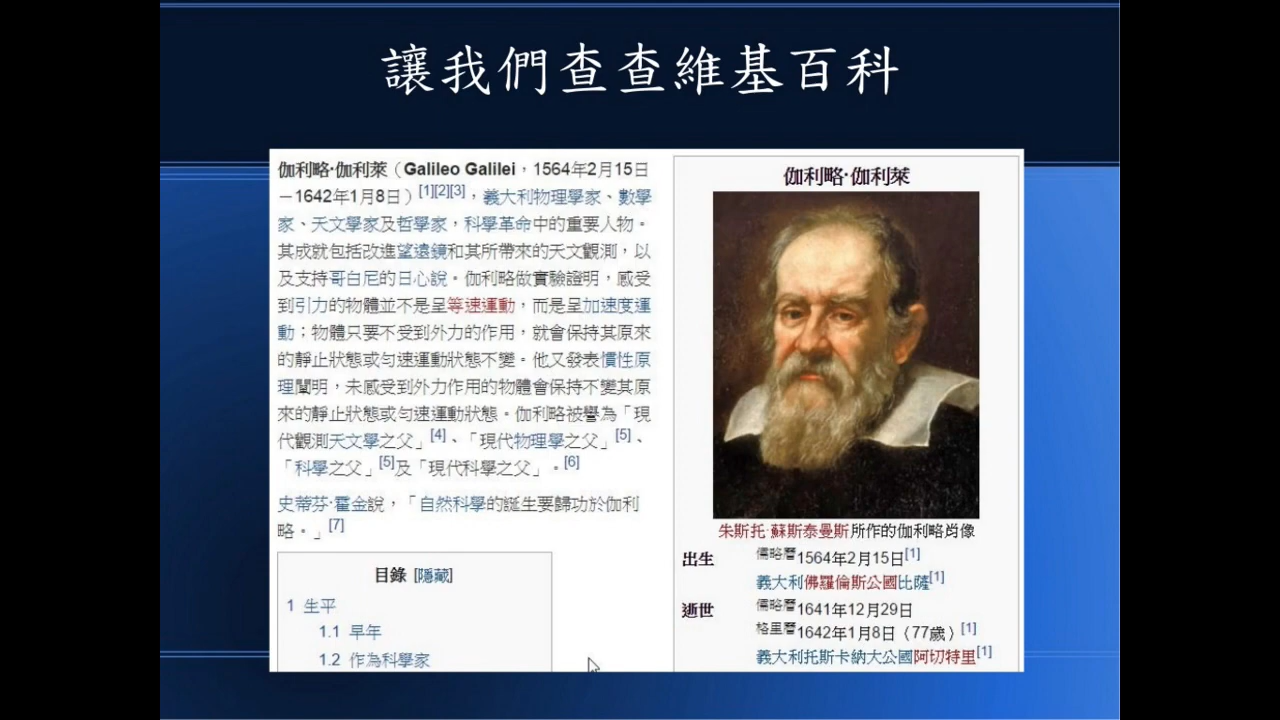 讓我們查查維基百科
伽利略·伽利萊（Galileo Galilei，1564年2月15日
－1642年1月8日）[1][2][3]，義大利物理學家、數學
家、天文學家及哲學家，科學革命中的重要人物。
其成就包括改進望遠鏡和其所帶來的天文觀測，以
及支持哥白尼的日心說。伽利略做實驗證明，感受
到引力的物體並不是呈等速運動，而是呈加速度運
動；物體只要不受到外力的作用，就會保持其原來
的靜止狀態或勻速運動狀態不變。他又發表慣性原
理闡明，未感受到外力作用的物體會保持不變其原
來的靜止狀態或勻速運動狀態。伽利略被譽為「現
代觀測天文學之父」[4]、「現代物理學之父」[5]、
「科學之父」[5]及「現代科學之父」。[6]
史蒂芬·霍金說，「自然科學的誕生要歸功於伽利
略。」[7]
目錄 [隱藏]
1 生平
1.1 早年
1.2 作為科學家
伽利略·伽利萊
朱斯托·蘇斯泰曼斯所作的伽利略肖像
出生 儒略曆1564年2月15日[1]
義大利佛羅倫斯公國比薩[1]
逝世 儒略曆1641年12月29日
格里曆1642年1月8日（77歲）[1]
義大利托斯卡納大公國阿切特里[1]